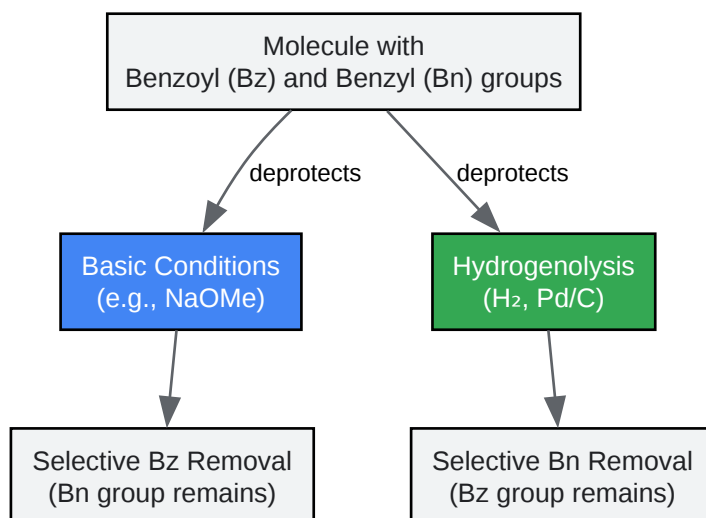 Molecule with
Benzoyl (Bz) and Benzyl (Bn) groups
deprotects
deprotects
Basic Conditions
(e.g., NaOMe)
Hydrogenolysis
(H₂, Pd/C)
Selective Bz Removal
(Bn group remains)
Selective Bn Removal
(Bz group remains)